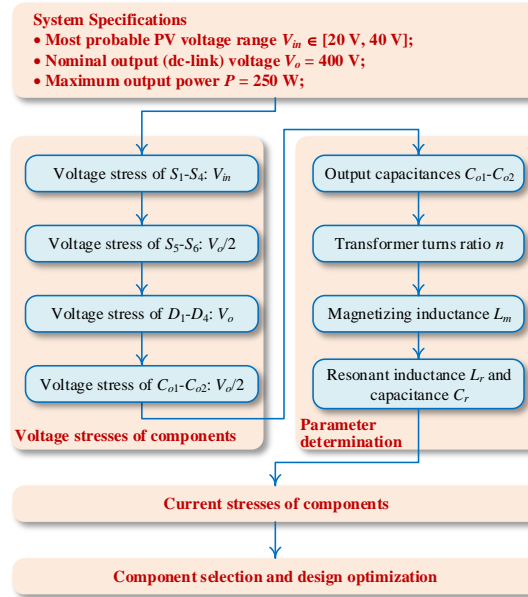 System Specifications
• Most probable PV voltage range Vin ∈ [20 V, 40 V];
• Nominal output (dc-link) voltage Vo = 400 V;
• Maximum output power P = 250 W;
Voltage stress of S1-S4: Vin
Voltage stress of S5-S6: Vo/2
Voltage stress of D1-D4: Vo
Voltage stress of Co1-Co2: Vo/2
Voltage stresses of components
Output capacitances Co1-Co2
Transformer turns ratio n
Magnetizing inductance Lm
Resonant inductance Lr and
capacitance Cr
Parameter
determination
Current stresses of components
Component selection and design optimization